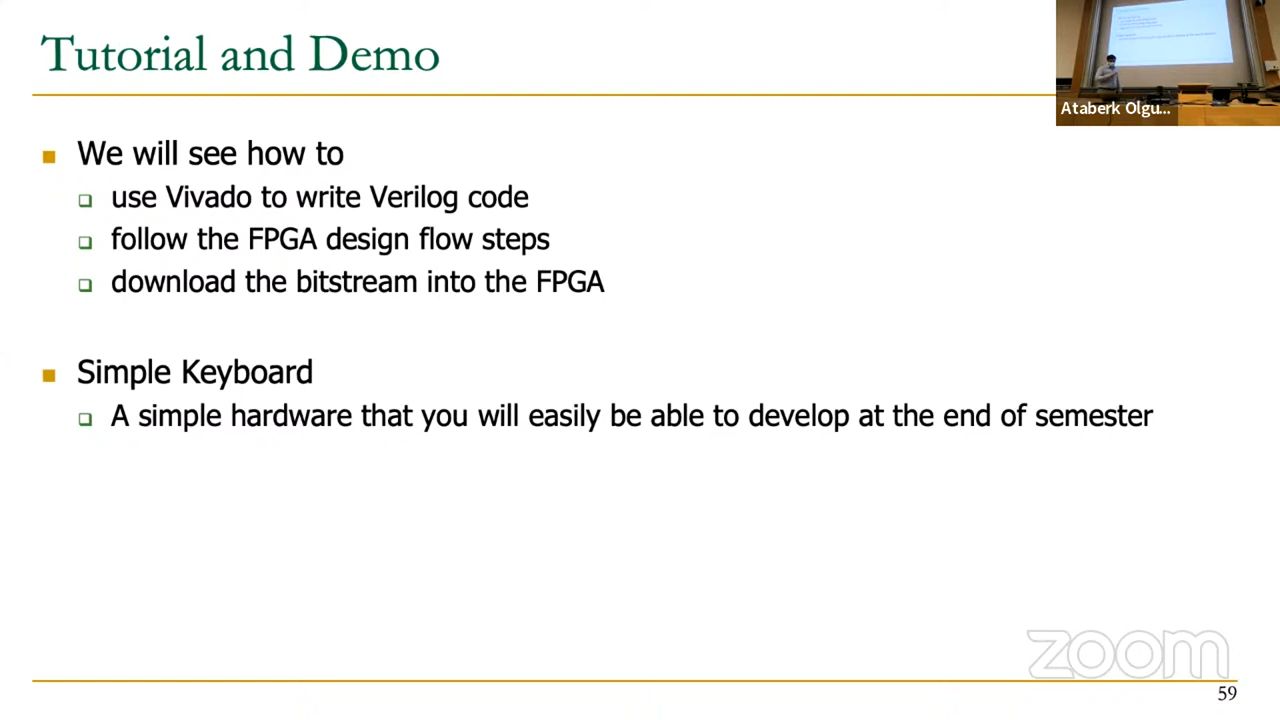 Tutorial and Demo
Ataberk Olgu...
We will see how to
use Vivado to write Verilog code
follow the FPGA design flow steps
download the bitstream into the FPGA
Simple Keyboard
A simple hardware that you will easily be able to develop at the end of semester
zoom
59